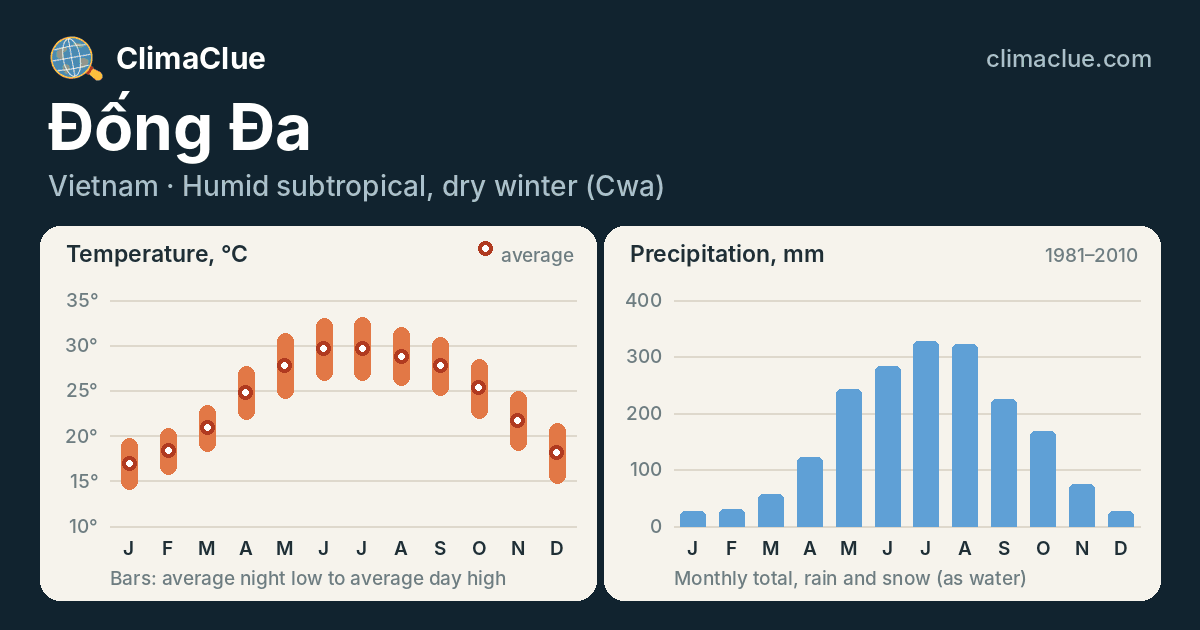 ClimaClue
climaclue.com
Đống Đa
Vietnam · Humid subtropical, dry winter (Cwa)
Temperature, °C
average
35°
30°
25°
20°
15°
10°
J F M A M J J A S O N D
Bars: average night low to average day high
Precipitation, mm
1981–2010
400
300
200
100
0
J F M A M J J A S O N D
Monthly total, rain and snow (as water)